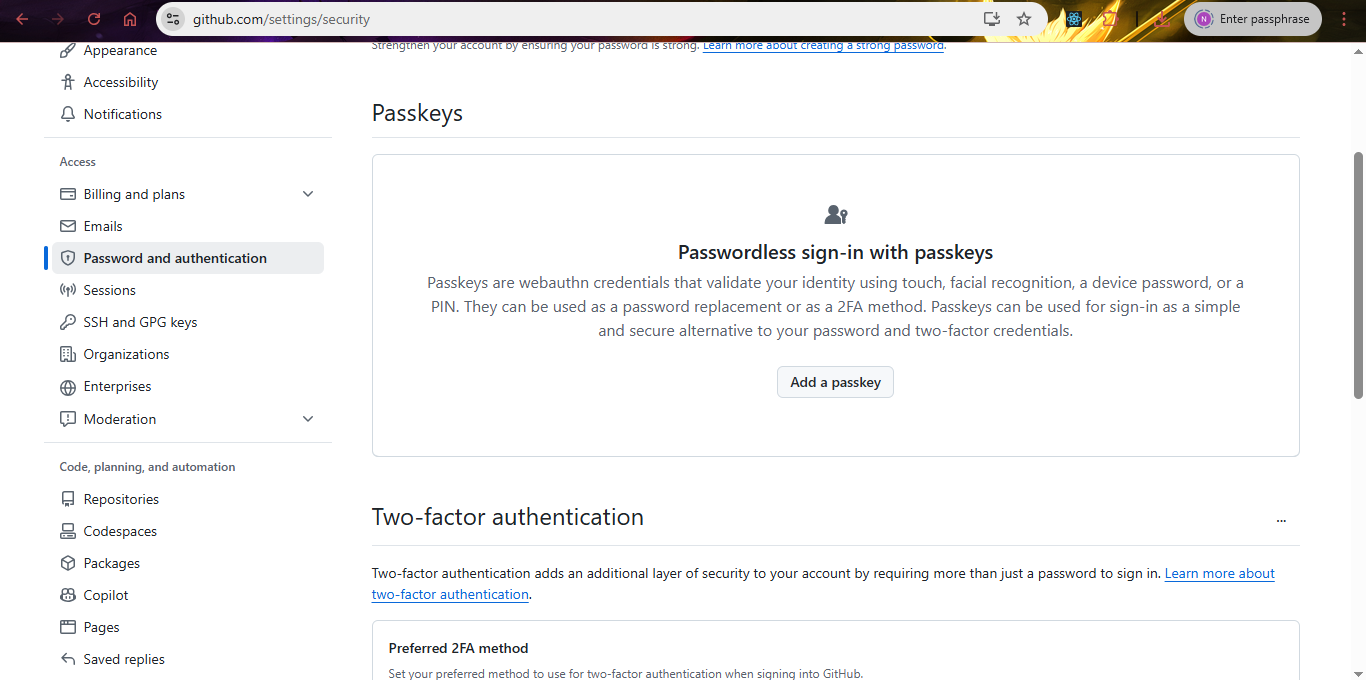 github.com/settings/security
N
Enter passphrase
Appearance
Accessibility
Notifications
Access
Billing and plans
Emails
Password and authentication
Sessions
SSH and GPG keys
Organizations
Enterprises
Moderation
Code, planning, and automation
Repositories
Codespaces
Packages
Copilot
Pages
Saved replies
Strengthen your account by ensuring your password is strong. Learn more about creating a strong password.
Passkeys
Passwordless sign-in with passkeys
Passkeys are webauthn credentials that validate your identity using touch, facial recognition, a device password, or a
PIN. They can be used as a password replacement or as a 2FA method. Passkeys can be used for sign-in as a simple
and secure alternative to your password and two-factor credentials.
Add a passkey
Two-factor authentication
...
Two-factor authentication adds an additional layer of security to your account by requiring more than just a password to sign in. Learn more about
two-factor authentication.
Preferred 2FA method
Set your preferred method to use for two-factor authentication when signing into GitHub.